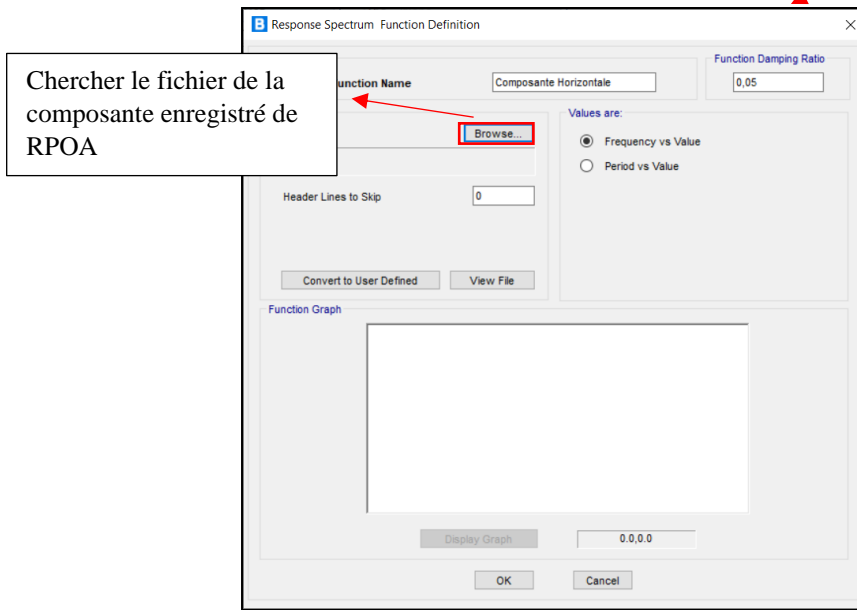 B Response Spectrum Function Definition
Function Damping Ratio
unction Name
Composante Horizontale
0,05
Chercher le fichier de la
composante enregistré de
RPOA
Browse...
Values are:
Frequency vs Value
Period vs Value
Header Lines to Skip
0
Convert to User Defined
View File
Function Graph
Display Graph
0.0,0.0
OK
Cancel